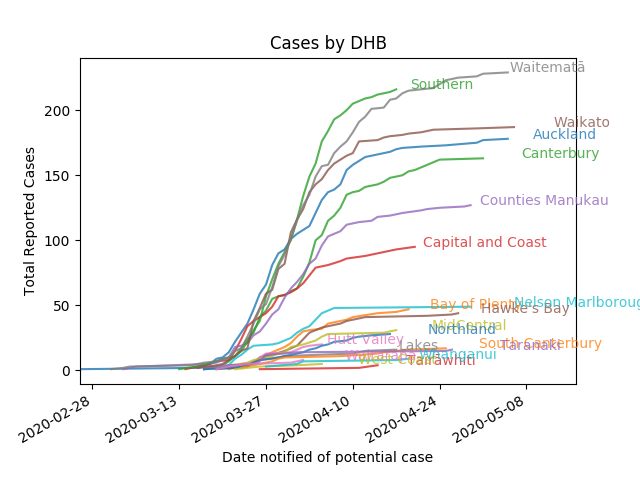 Cases by DHB
Total Reported Cases
200
150
100
50
0
Waitematā
Southern
Waikato
Auckland
Canterbury
Counties Manukau
Capital and Coast
Bay of Plenty
Nelson Marlboroug
Hawke's Bay
MidCentral
Northland
Hutt Valley
Lakes
South Canterbury
Taranaki
Whanganui
West Coast
Tairāwhiti
2020-02-28
2020-03-13
2020-03-27
2020-04-10
2020-04-24
2020-05-08
Date notified of potential case